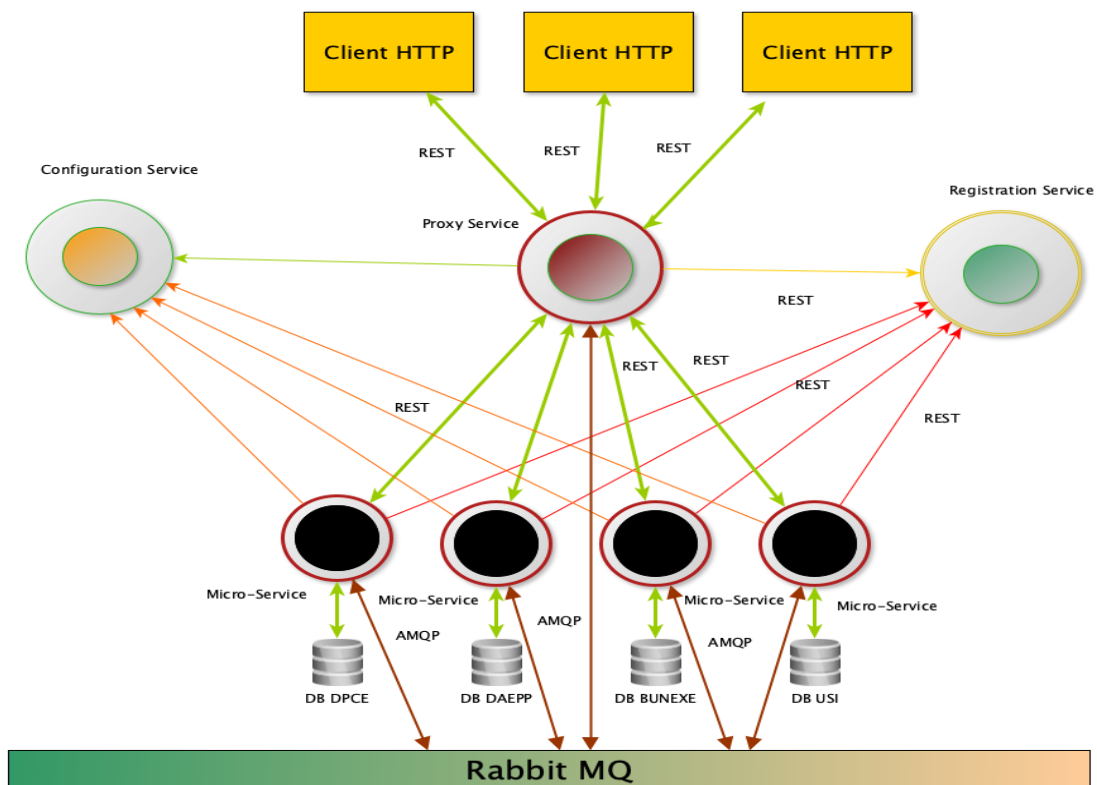 Client HTTP
Client HTTP
Client HTTP
REST
REST
REST
Configuration Service
Registration Service
Proxy Service
REST
REST
REST
REST
REST
REST
Micro-Service
Micro-Service
Micro-Service
Micro-Service
AMQP
AMQP
AMQP
DB DPCE
DB DAEPP
DB BUNEXE
DB USI
Rabbit MQ